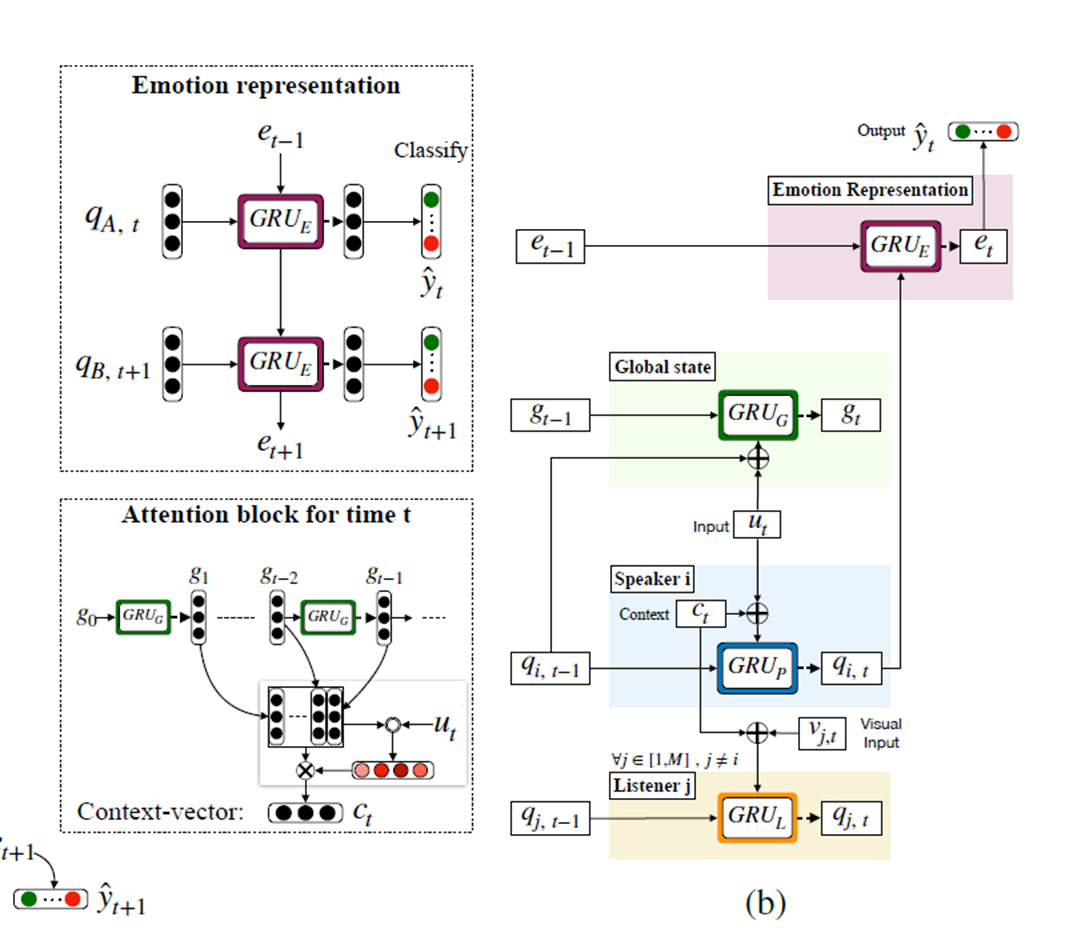 Emotion representation
e_{t−1}
Classify
q_{A, t}
GRU_E
ŷ_t
q_{B, t+1}
GRU_E
ŷ_{t+1}
e_{t+1}
Attention block for time t
g_1
g_{t−2}
g_{t−1}
g_0
GRU_G
GRU_G
u_t
Context-vector:
c_t
t+1
ŷ_{t+1}
Output ŷ_t
Emotion Representation
e_{t−1}
GRU_E
e_t
Global state
g_{t−1}
GRU_G
g_t
Input
u_t
Speaker i
Context
c_t
q_{i, t−1}
GRU_P
q_{i, t}
v_{j,t}
Visual
Input
∀j ∈ [1,M] , j ≠ i
Listener j
q_{j, t−1}
GRU_L
q_{j, t}
(b)